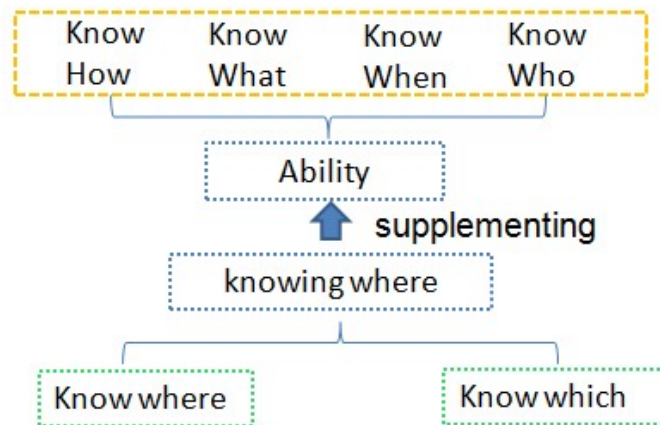 Know Know Know Know
How What When Who
Ability
supplementing
knowing where
Know where
Know which